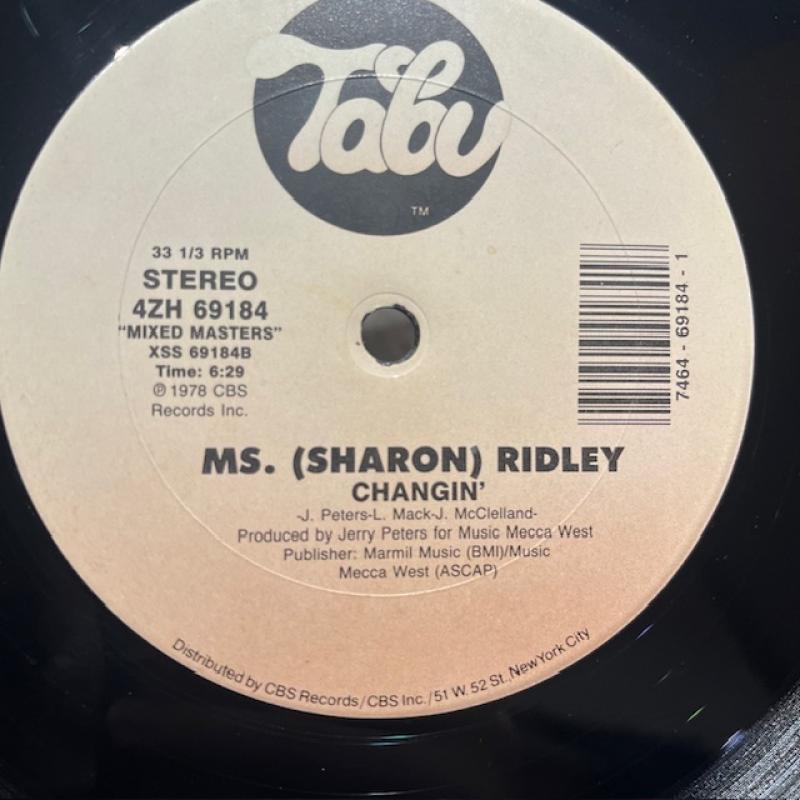 Tabu
TM
33 1/3 RPM
STEREO
4ZH 69184
"MIXED MASTERS"
XSS 69184B
Time: 6:29
℗ 1978 CBS
Records Inc.
7464 - 69184 - 1
MS. (SHARON) RIDLEY
CHANGIN'
-J. Peters-L. Mack-J. McClelland-
Produced by Jerry Peters for Music Mecca West
Publisher: Marmil Music (BMI)/Music
Mecca West (ASCAP)
Distributed by CBS Records/CBS Inc./51 W. 52 St., New York City